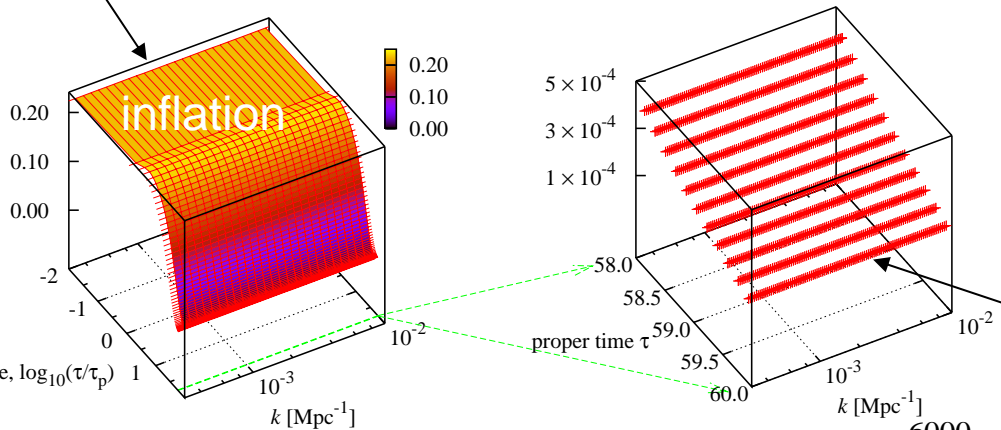 inflation
0.20
0.10
0.00
0.20
0.10
0.00
-2
-1
0
1
e, log₁₀(τ/τₚ)
10⁻³
10⁻²
k [Mpc⁻¹]
5 × 10⁻⁴
3 × 10⁻⁴
1 × 10⁻⁴
58.0
58.5
59.0
59.5
60.0
proper time τ
10⁻³
10⁻²
k [Mpc⁻¹]